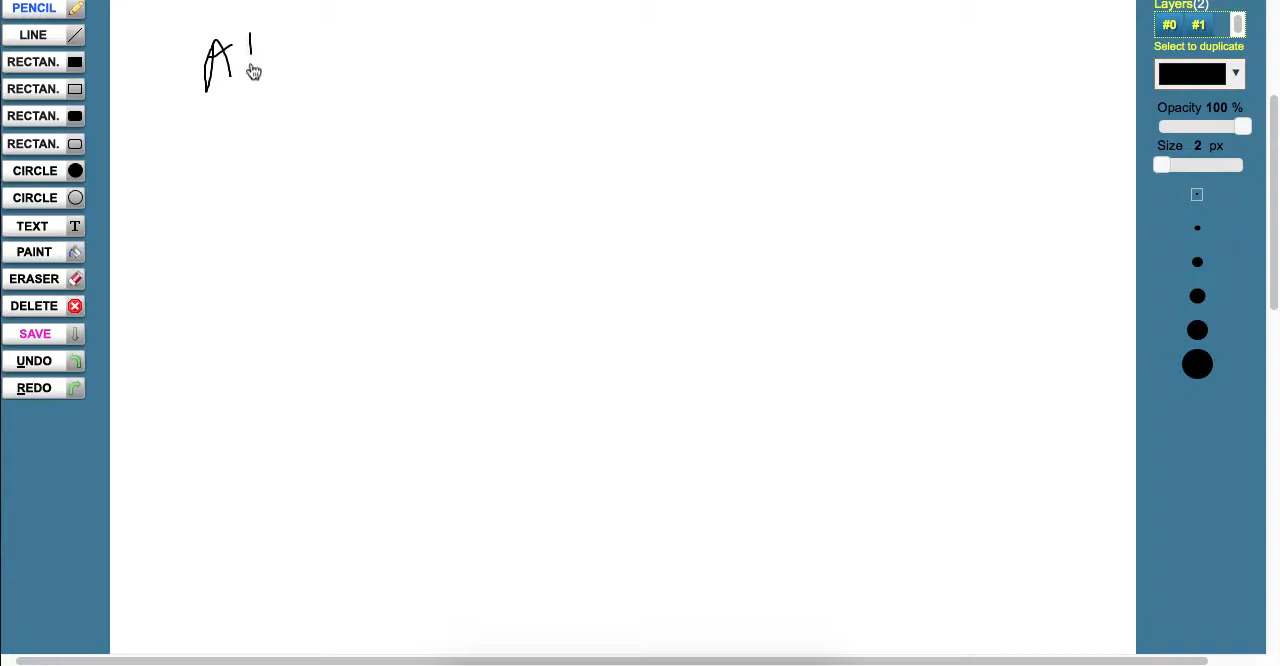 PENCIL
LINE
RECTAN.
RECTAN.
RECTAN.
RECTAN.
CIRCLE
CIRCLE
TEXT T
PAINT
ERASER
DELETE
SAVE
UNDO
REDO
A'
Layers(2)
#0 #1
Select to duplicate
Opacity 100 %
Size 2 px